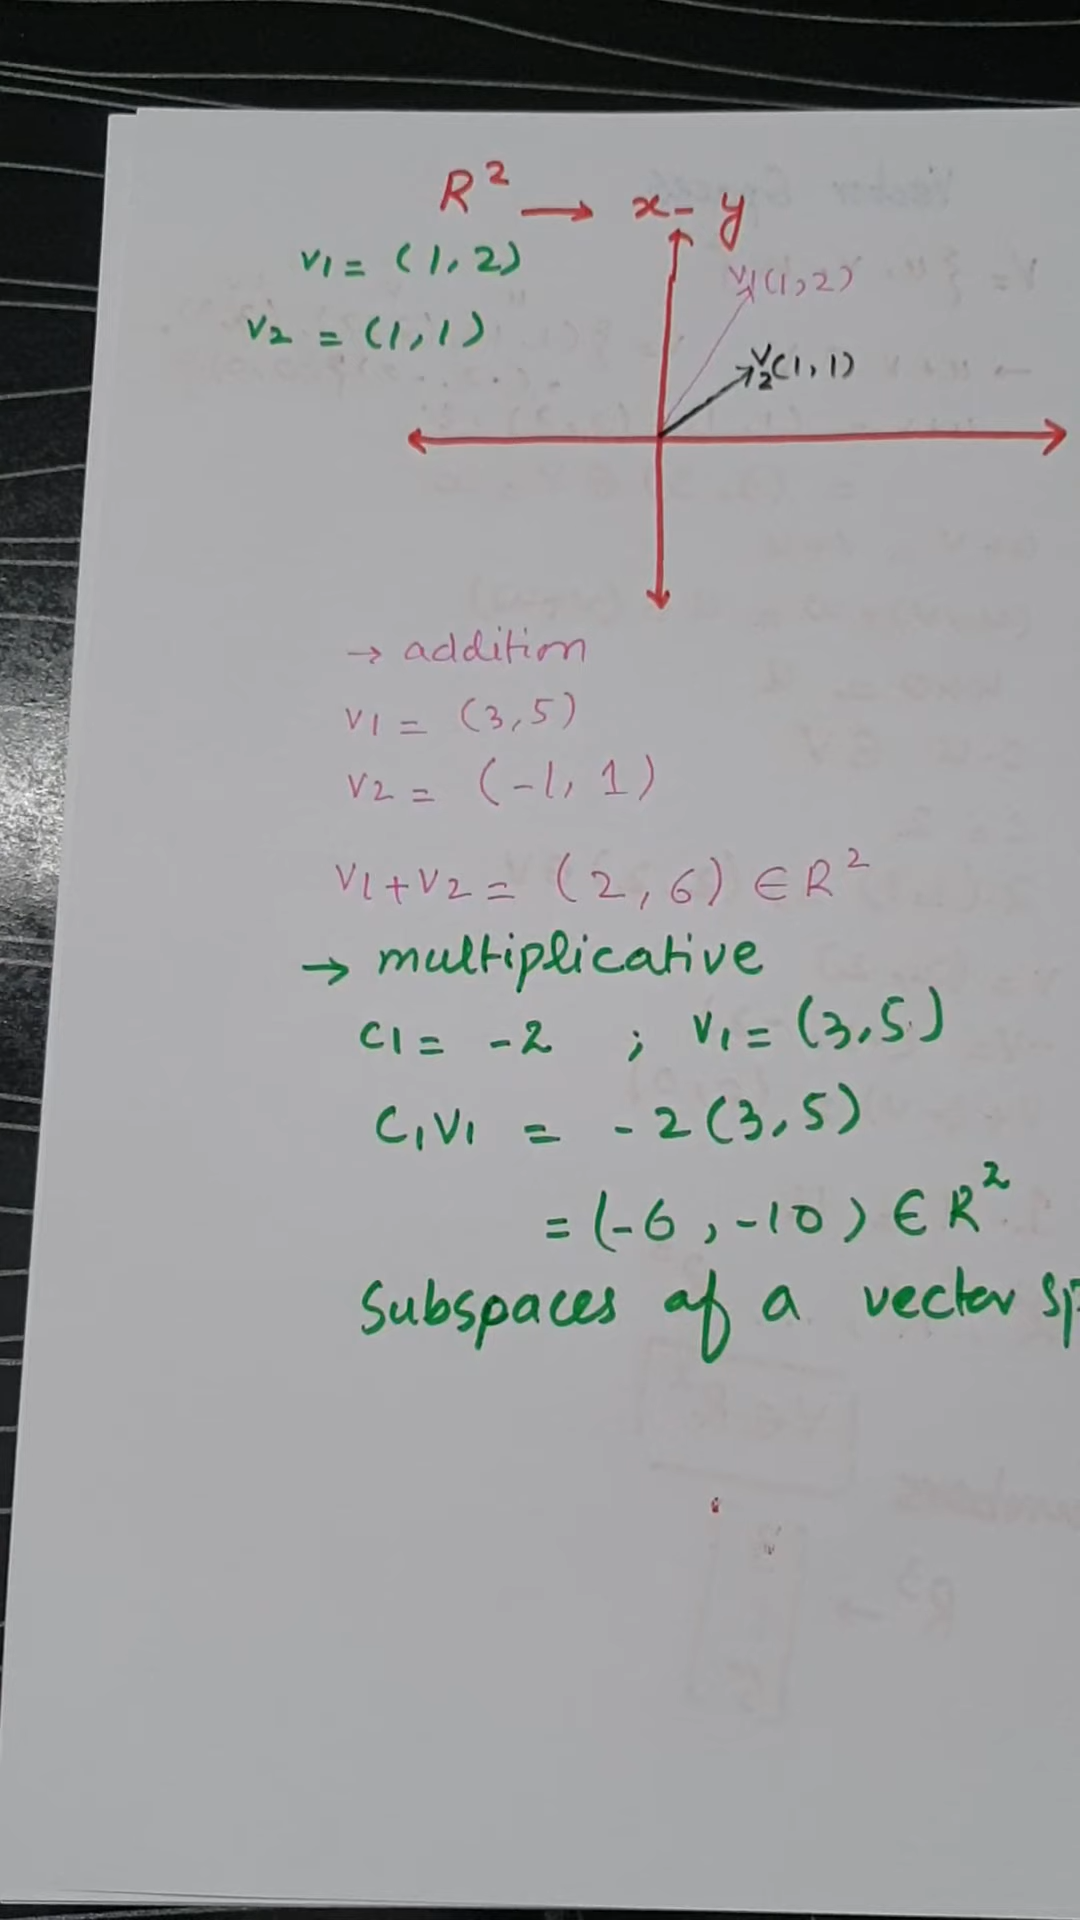 R² → x-y
v1 = (1,2)
v1(1,2)
v2 = (1,1)
v2(1,1)
→ addition
v1 = (3,5)
v2 = (-1, 1)
v1+v2 = (2,6) ∈ R²
→ multiplicative
c1 = -2 ; v1 = (3,5)
c1v1 = -2(3,5)
= (-6, -10) ∈ R²
Subspaces of a vector sp